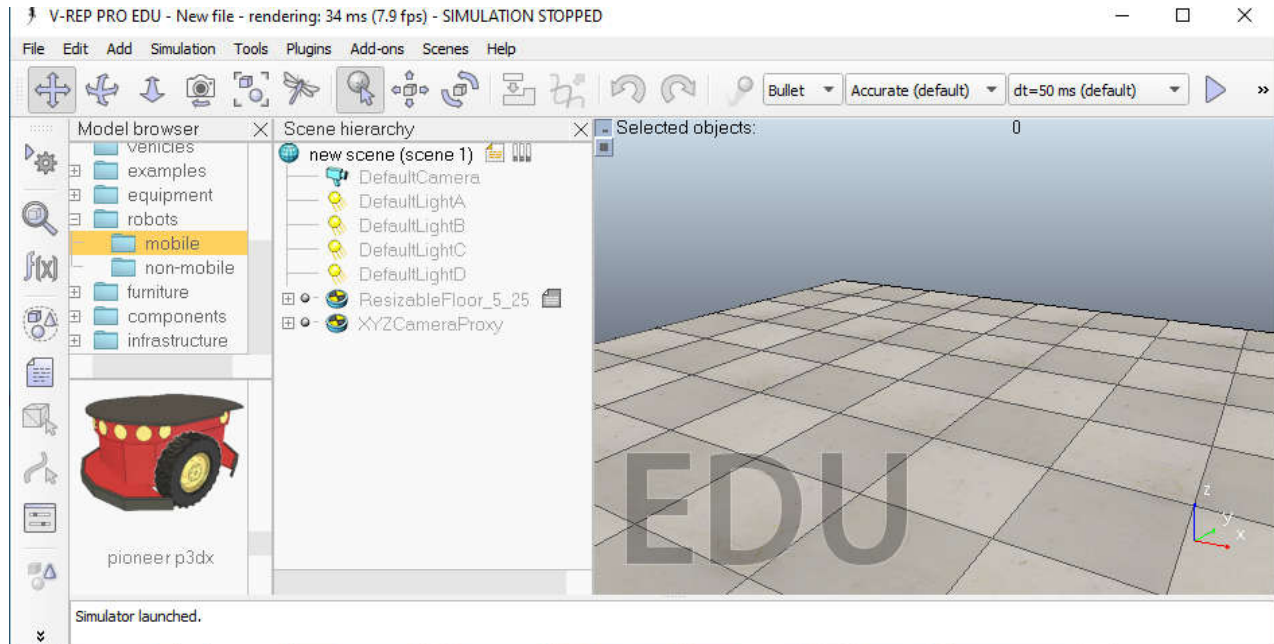 V-REP PRO EDU - New file - rendering: 34 ms (7.9 fps) - SIMULATION STOPPED
File Edit Add Simulation Tools Plugins Add-ons Scenes Help
Bullet Accurate (default) dt=50 ms (default) »
Model browser
vehicles
examples
equipment
robots
mobile
non-mobile
furniture
components
infrastructure
pioneer p3dx
Scene hierarchy
new scene (scene 1)
DefaultCamera
DefaultLightA
DefaultLightB
DefaultLightC
DefaultLightD
ResizableFloor_5_25
XYZCameraProxy
f(x)
Selected objects: 0
EDU
z
y
x
Simulator launched.